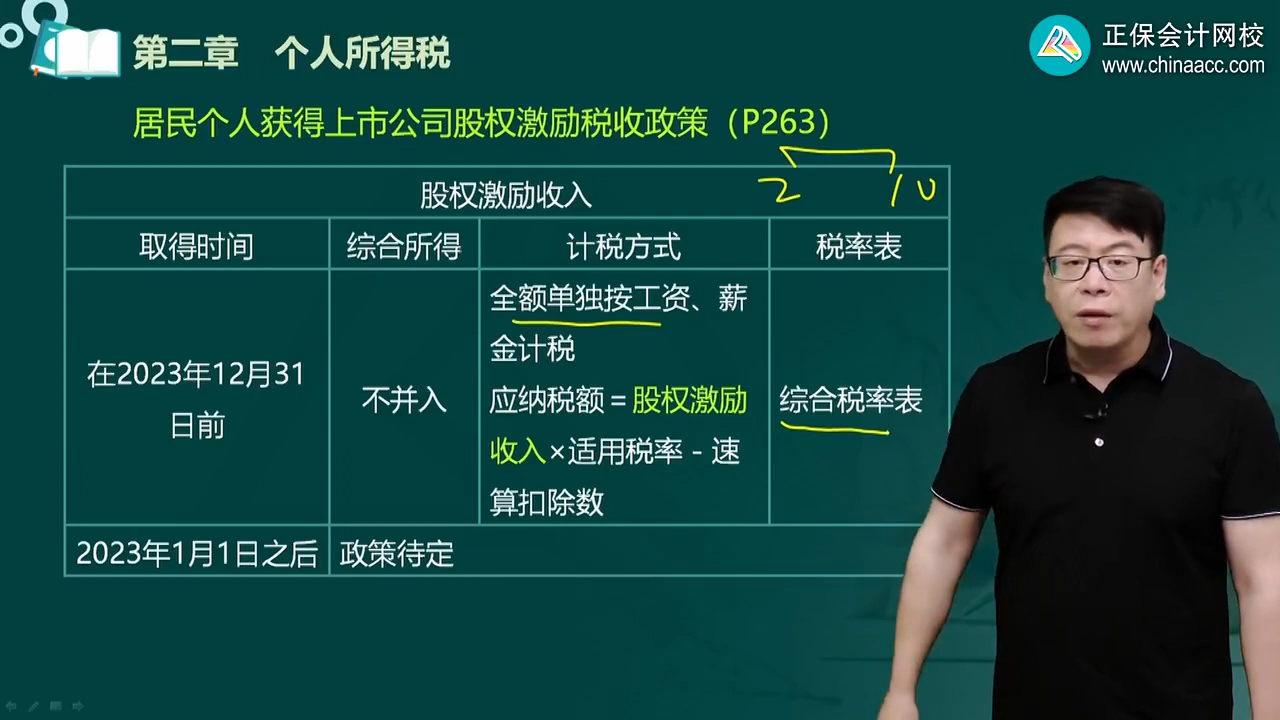 第二章 个人所得税
正保会计网校
www.chinaacc.com
居民个人获得上市公司股权激励税收政策（P263）
股权激励收入
2 10
取得时间 综合所得 计税方式 税率表
在2023年12月31
日前
不并入
全额单独按工资、薪
金计税
应纳税额＝股权激励
收入×适用税率－速
算扣除数
综合税率表
2023年1月1日之后 政策待定